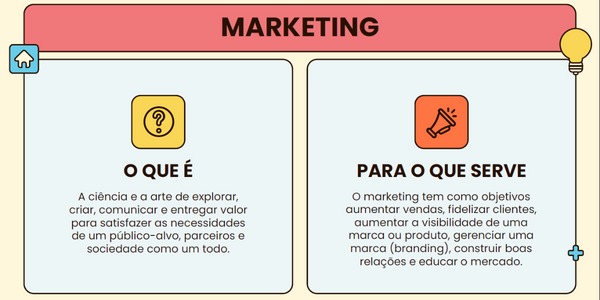 MARKETING
O QUE É
A ciência e a arte de explorar,
criar, comunicar e entregar valor
para satisfazer as necessidades
de um público-alvo, parceiros e
sociedade como um todo.
PARA O QUE SERVE
O marketing tem como objetivos
aumentar vendas, fidelizar clientes,
aumentar a visibilidade de uma
marca ou produto, gerenciar uma
marca (branding), construir boas
relações e educar o mercado.